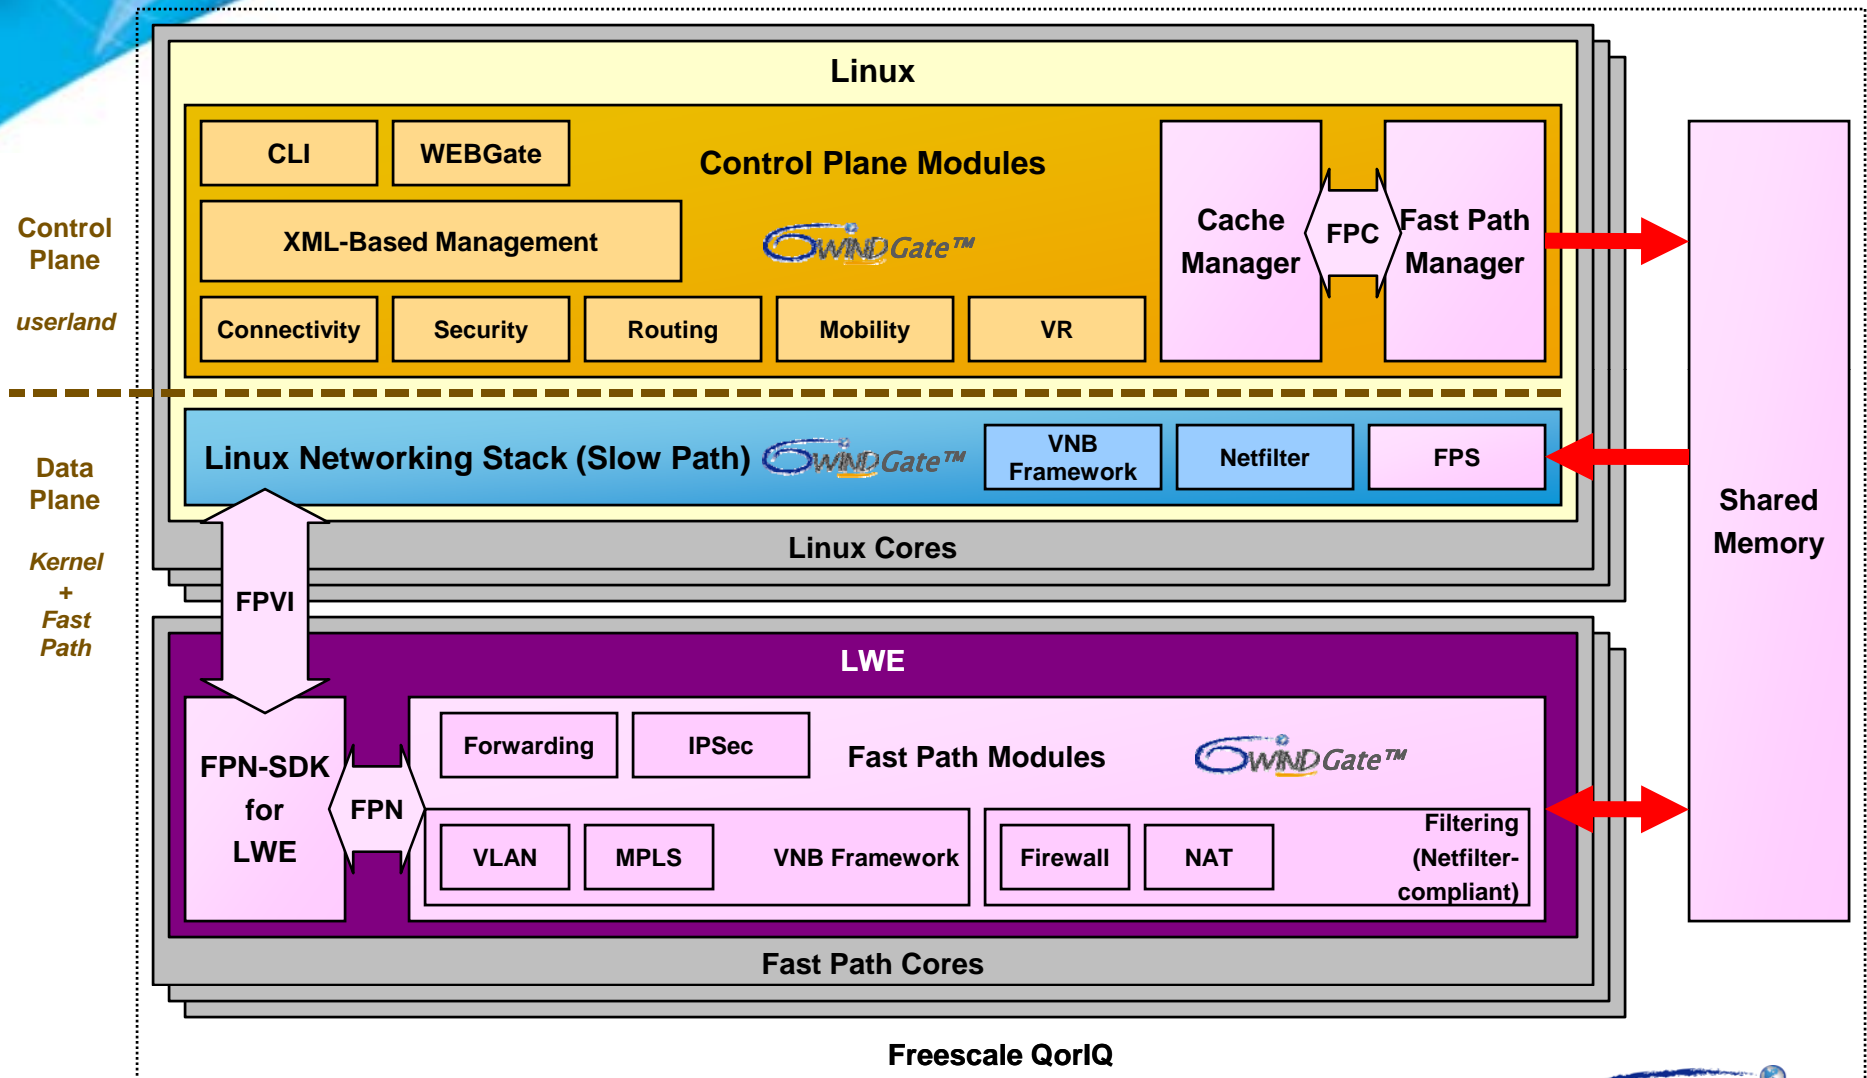 Linux
CLI
WEBGate
Control Plane Modules
XML-Based Management
6WINDGate™
Cache
Manager
FPC
Fast Path
Manager
Connectivity
Security
Routing
Mobility
VR
Control
Plane
userland
Linux Networking Stack (Slow Path)
6WINDGate™
VNB
Framework
Netfilter
FPS
Data
Plane
Kernel
+
Fast
Path
Linux Cores
Shared
Memory
FPVI
LWE
FPN-SDK
for
LWE
FPN
Forwarding
IPSec
Fast Path Modules
6WINDGate™
VLAN
MPLS
VNB Framework
Firewall
NAT
Filtering
(Netfilter-
compliant)
Fast Path Cores
Freescale QorIQ